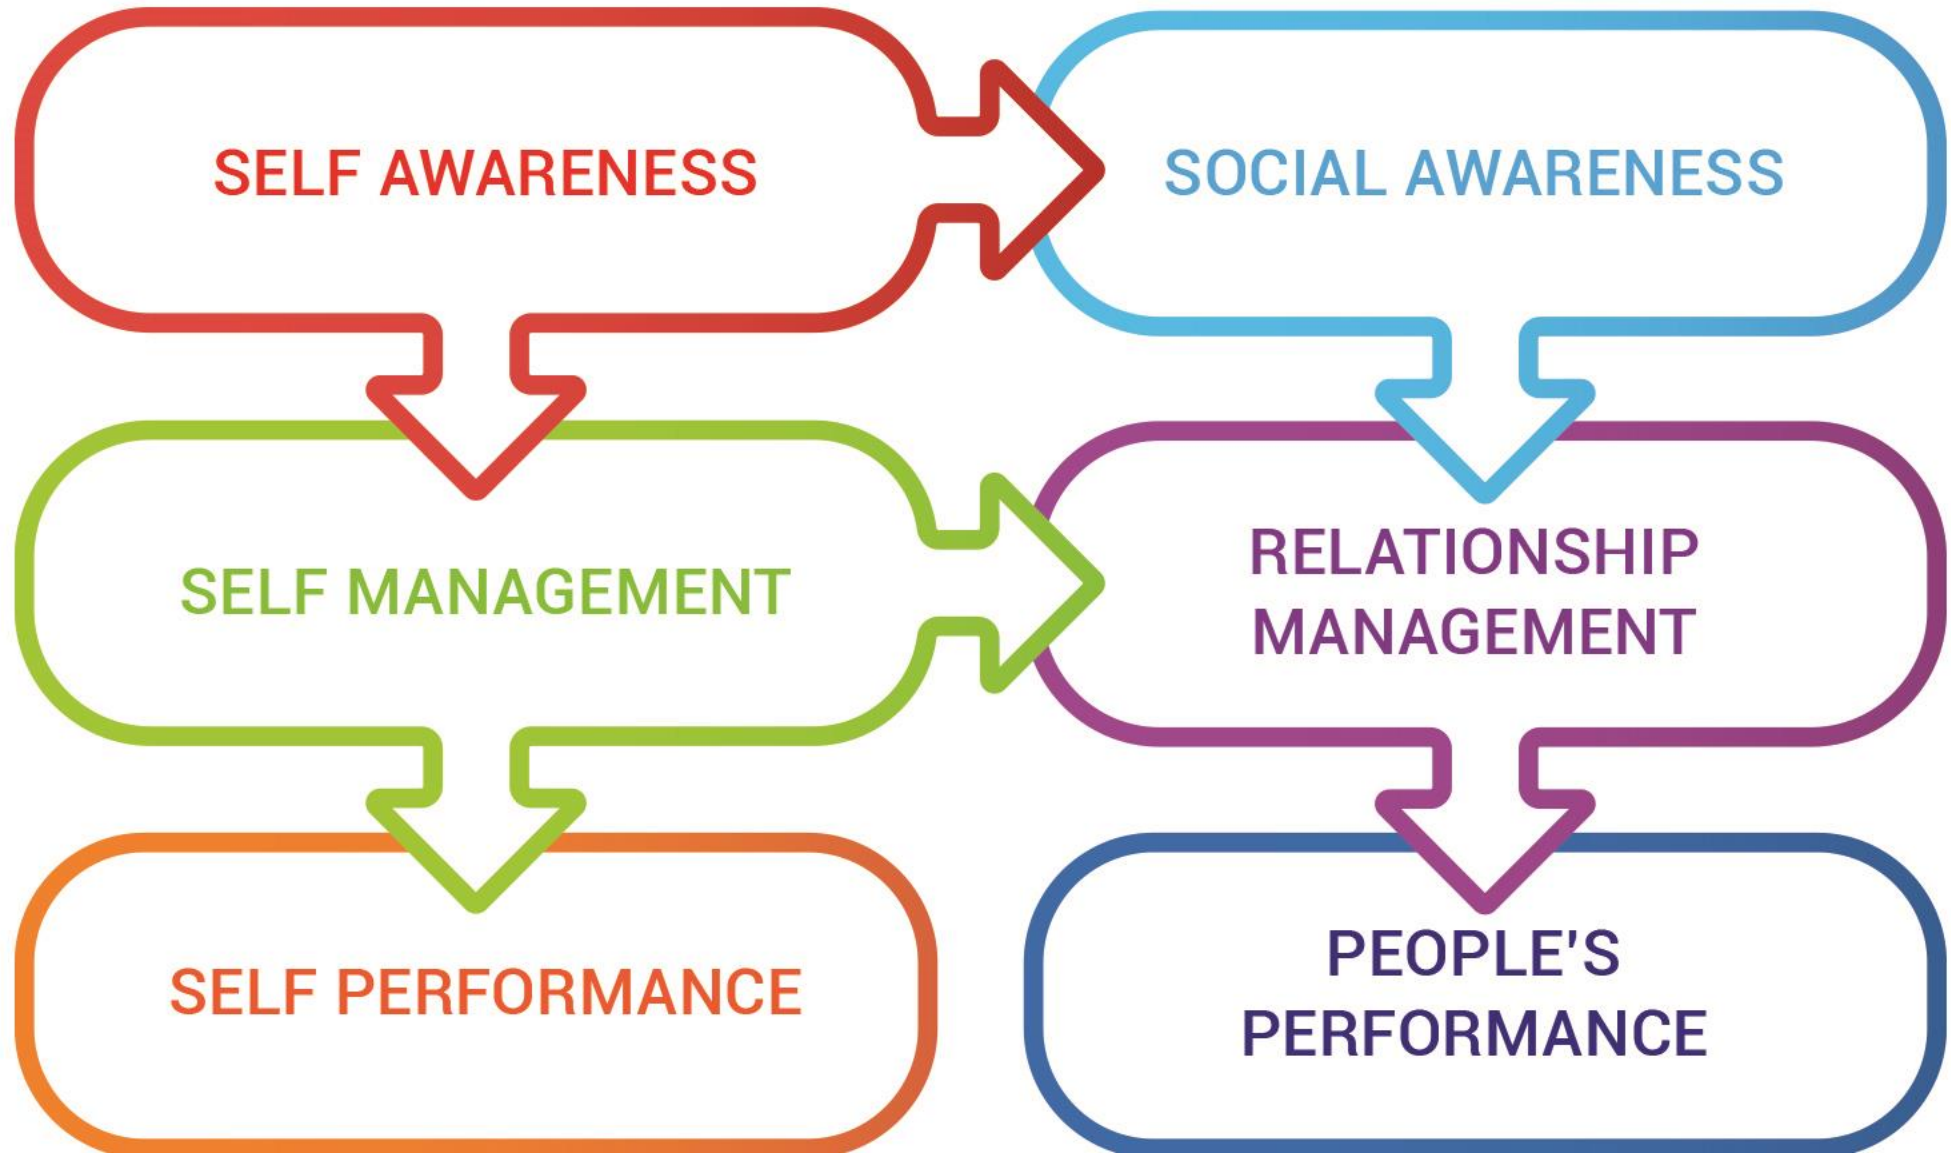 SELF AWARENESS
SOCIAL AWARENESS
SELF MANAGEMENT
RELATIONSHIP
MANAGEMENT
SELF PERFORMANCE
PEOPLE'S
PERFORMANCE